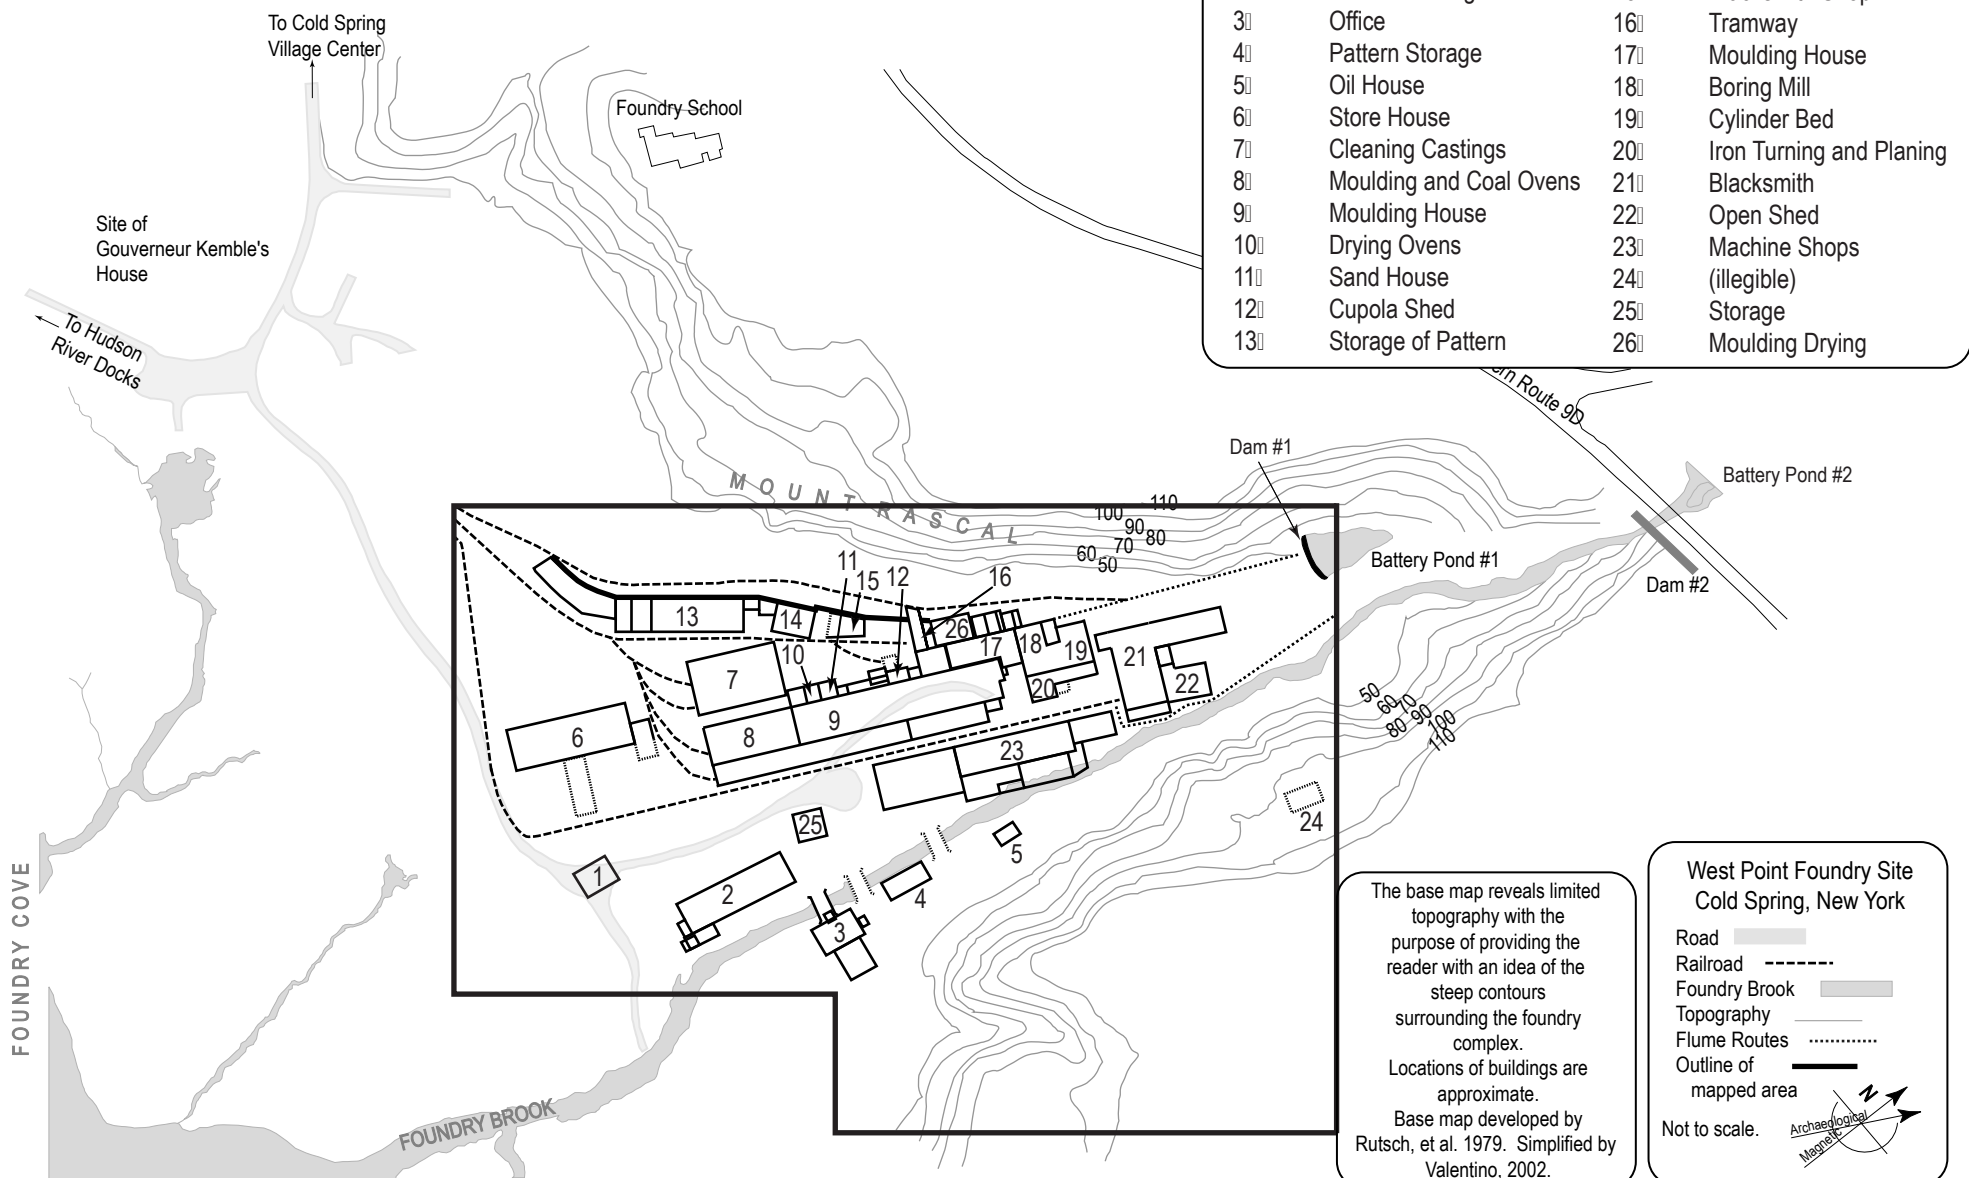 To Cold Spring
Village Center
Foundry School
Site of
Gouverneur Kemble's
House
To Hudson
River Docks
3 Office
4 Pattern Storage
5 Oil House
6 Store House
7 Cleaning Castings
8 Moulding and Coal Ovens
9 Moulding House
10 Drying Ovens
11 Sand House
12 Cupola Shed
13 Storage of Pattern
16 Tramway
17 Moulding House
18 Boring Mill
19 Cylinder Bed
20 Iron Turning and Planing
21 Blacksmith
22 Open Shed
23 Machine Shops
24 (illegible)
25 Storage
26 Moulding Drying
Route 9D
Dam #1
Battery Pond #2
Battery Pond #1
Dam #2
MOUNT RASCAL
110
100
90
80
70
60
50
11
15
12
16
13
14
26
17
18
19
10
7
21
22
20
9
8
6
23
25
5
24
1
2
4
3
50
60
70
80
90
100
110
FOUNDRY COVE
FOUNDRY BROOK
The base map reveals limited
topography with the
purpose of providing the
reader with an idea of the
steep contours
surrounding the foundry
complex.
Locations of buildings are
approximate.
Base map developed by
Rutsch, et al. 1979. Simplified by
Valentino, 2002.
West Point Foundry Site
Cold Spring, New York
Road
Railroad
Foundry Brook
Topography
Flume Routes
Outline of
mapped area
Not to scale.
N
Archaeological
Magnetic